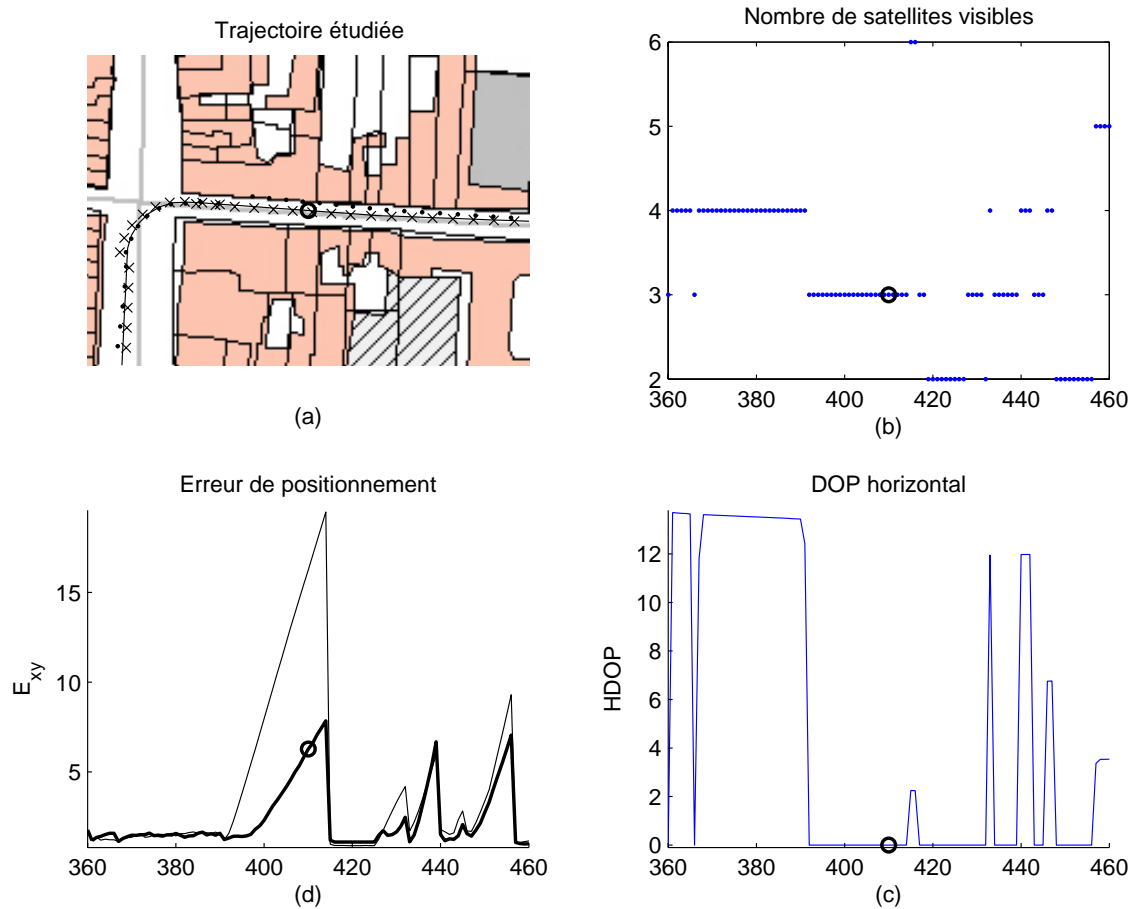 Trajectoire étudiée
(a)
Nombre de satellites visibles
6
5
4
3
2
360 380 400 420 440 460
(b)
Erreur de positionnement
E_xy
15
10
5
360 380 400 420 440 460
(d)
DOP horizontal
HDOP
12
10
8
6
4
2
0
360 380 400 420 440 460
(c)